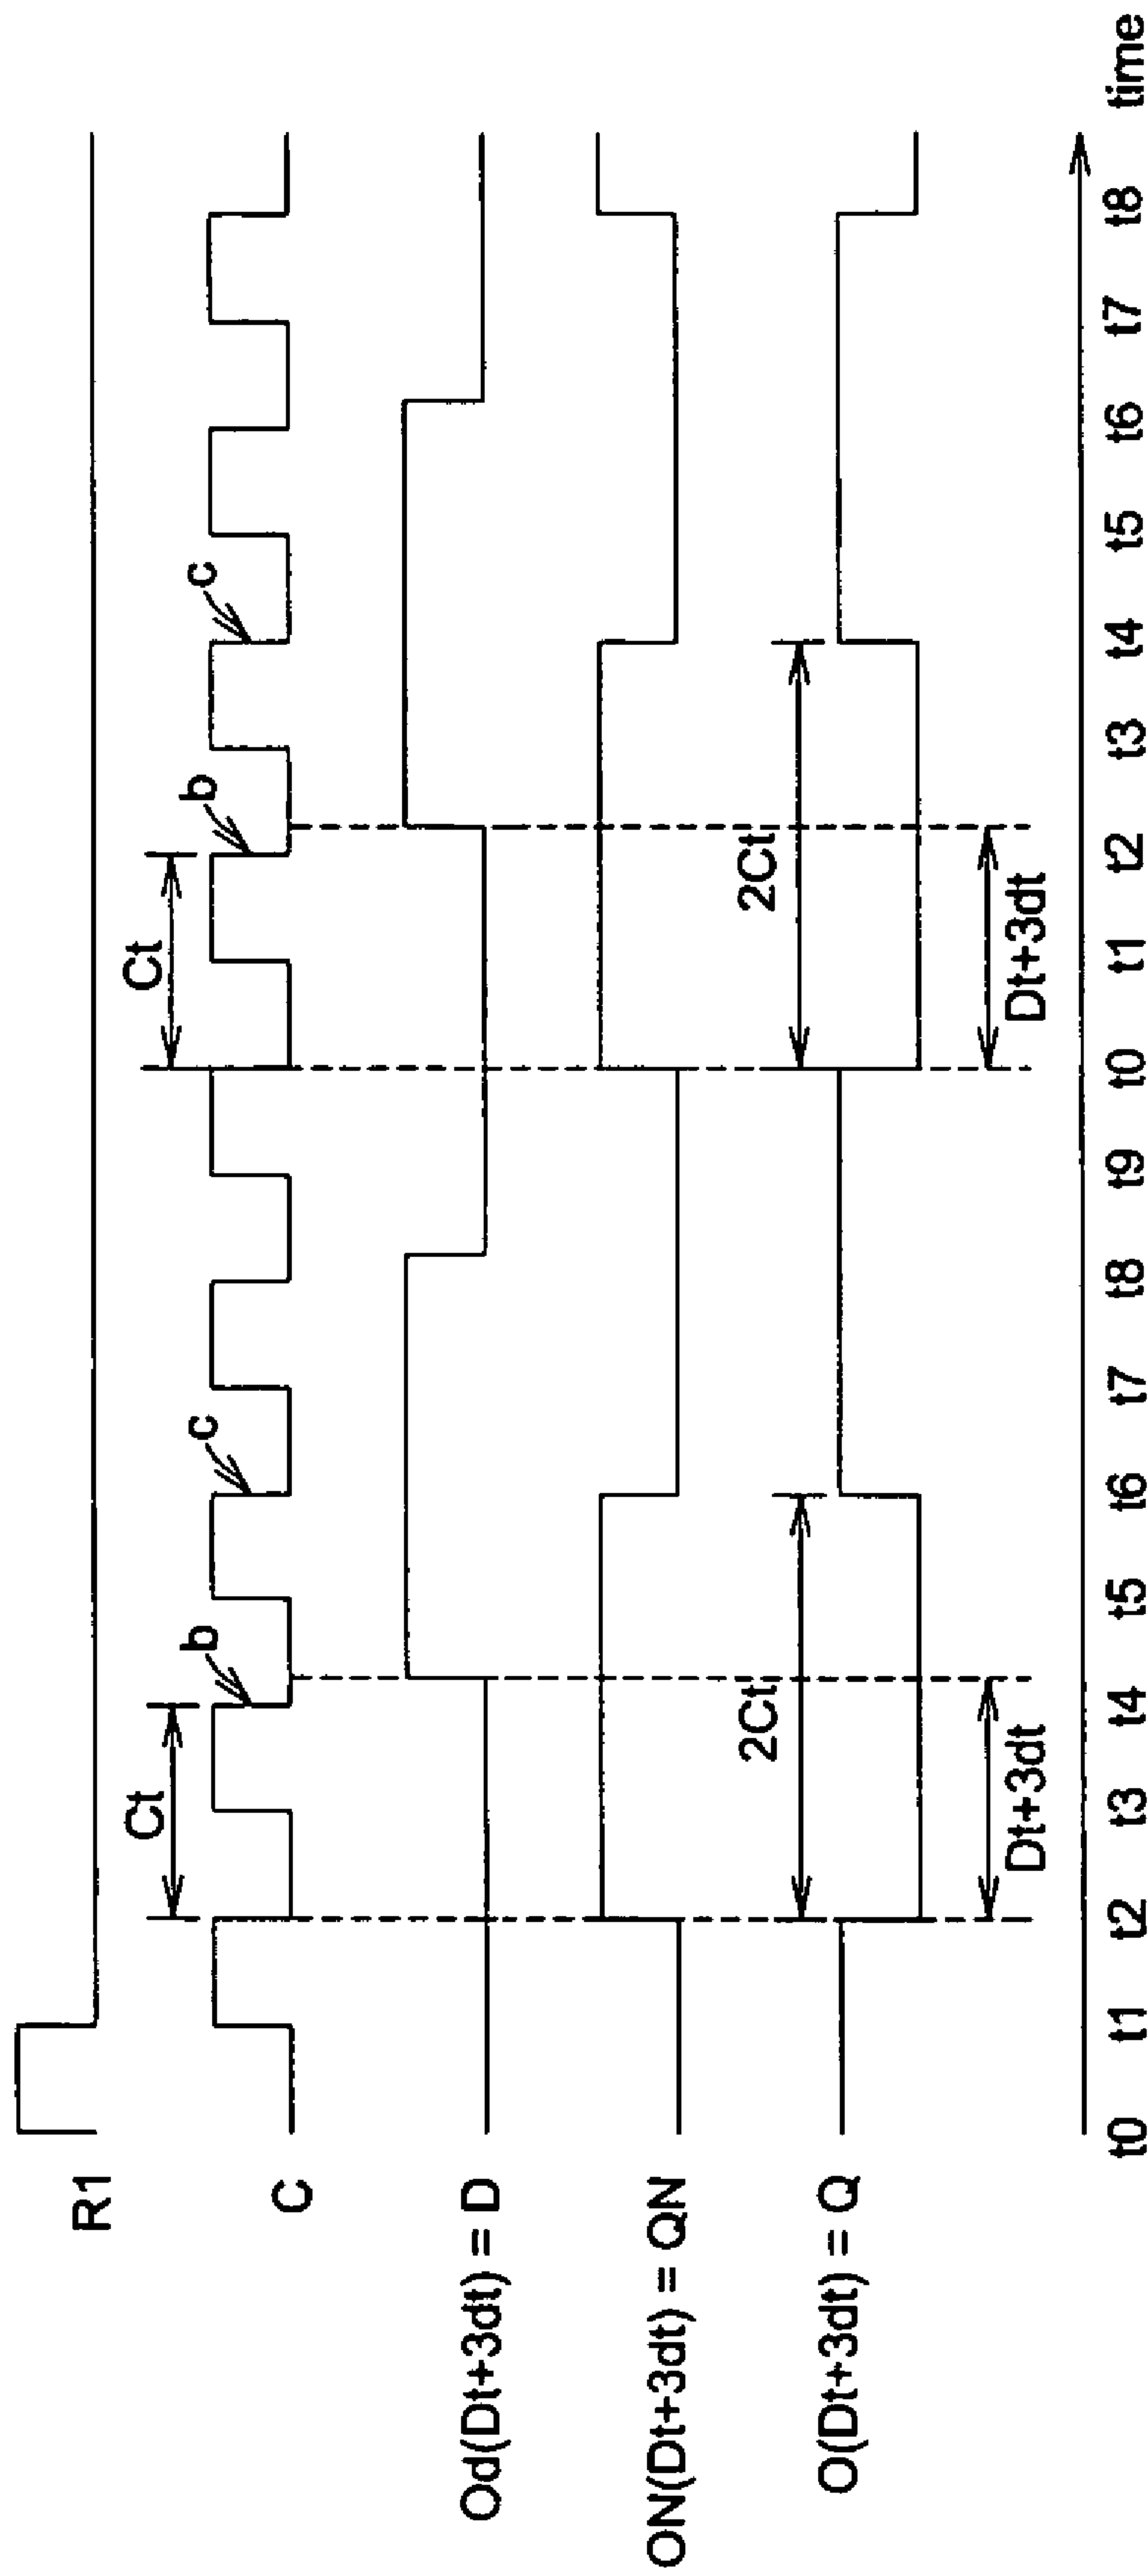 R1
C
Ct
b
c
Ct
b
c
Od(Dt+3dt) = D
ON(Dt+3dt) = QN
2Ct
2Ct
O(Dt+3dt) = Q
Dt+3dt
Dt+3dt
t0 t1 t2 t3 t4 t5 t6 t7 t8 t9 t0 t1 t2 t3 t4 t5 t6 t7 t8 time